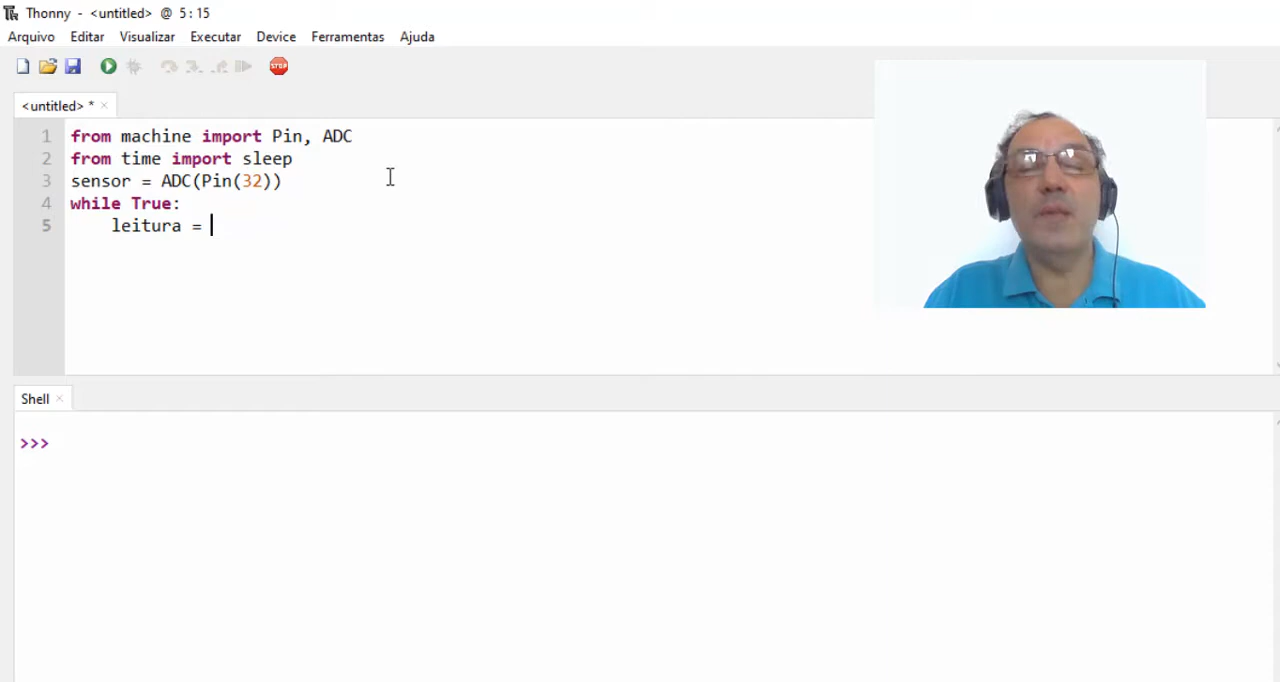 Thonny - <untitled> @ 5:15
Arquivo Editar Visualizar Executar Device Ferramentas Ajuda
STOP
<untitled> * ×
1 from machine import Pin, ADC
2 from time import sleep
3 sensor = ADC(Pin(32))
4 while True:
5     leitura =
Shell ×
>>>